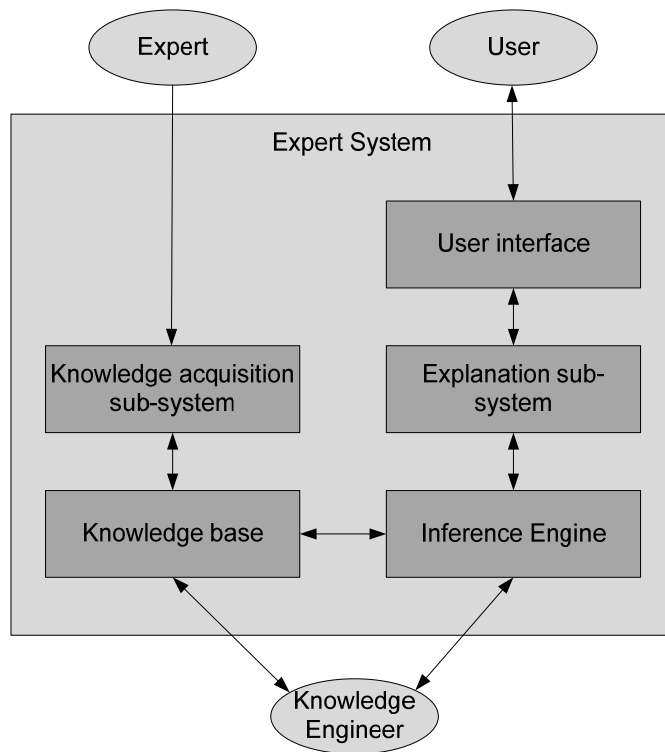 Expert
User
Expert System
User interface
Knowledge acquisition
sub-system
Explanation sub-
system
Knowledge base
Inference Engine
Knowledge
Engineer